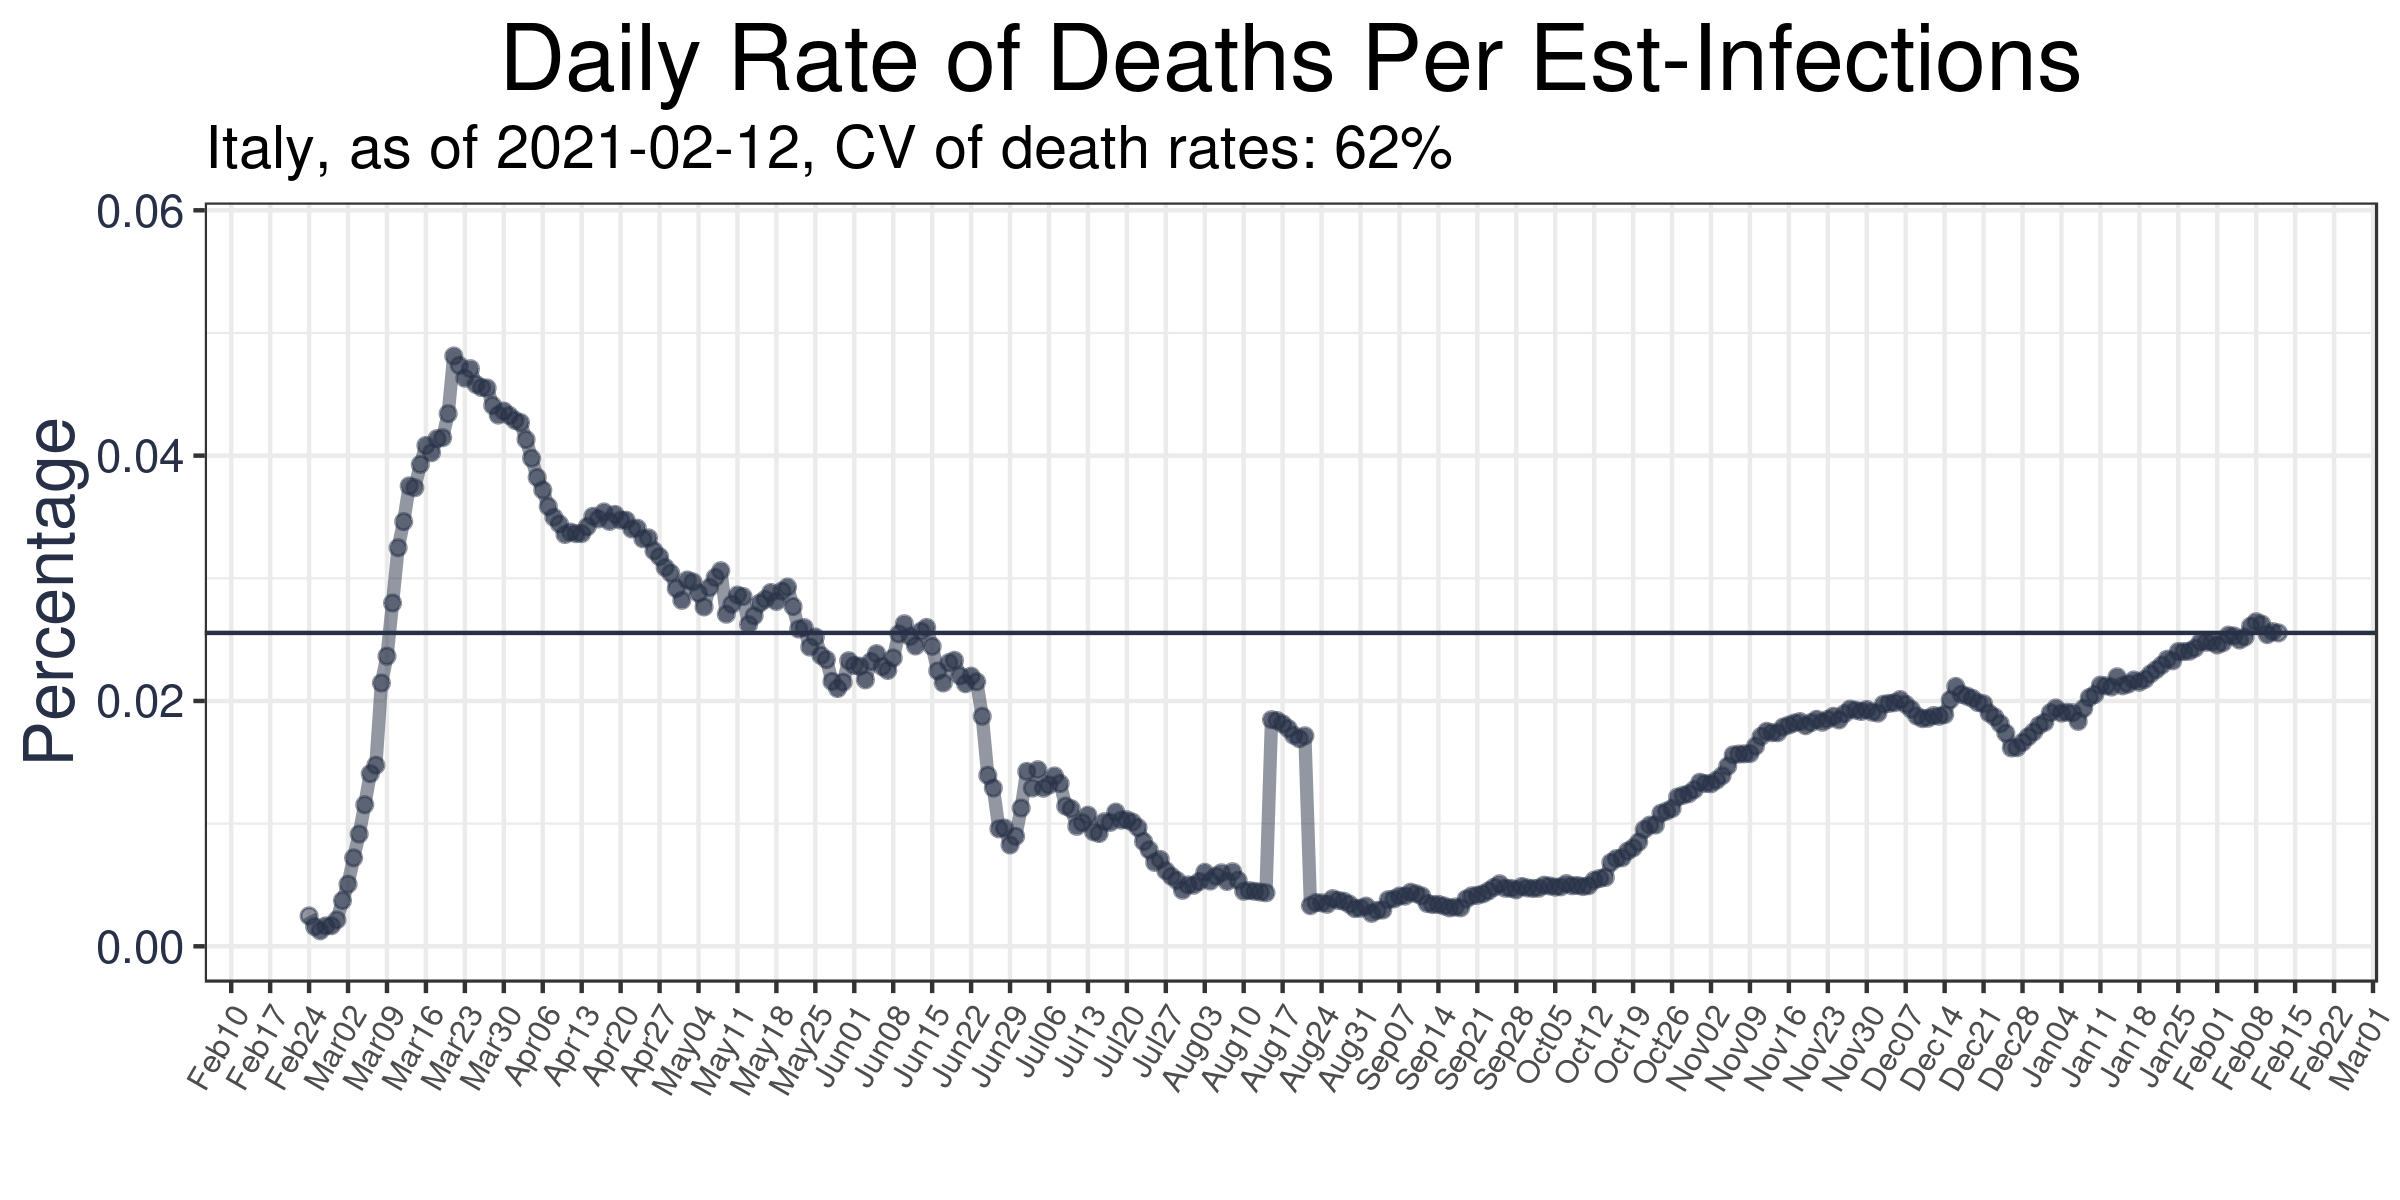 Daily Rate of Deaths Per Est-Infections
Italy, as of 2021-02-12, CV of death rates: 62%
Percentage
0.06
0.04
0.02
0.00
Feb10
Feb17
Feb24
Mar02
Mar09
Mar16
Mar23
Mar30
Apr06
Apr13
Apr20
Apr27
May04
May11
May18
May25
Jun01
Jun08
Jun15
Jun22
Jun29
Jul06
Jul13
Jul20
Jul27
Aug03
Aug10
Aug17
Aug24
Aug31
Sep07
Sep14
Sep21
Sep28
Oct05
Oct12
Oct19
Oct26
Nov02
Nov09
Nov16
Nov23
Nov30
Dec07
Dec14
Dec21
Dec28
Jan04
Jan11
Jan18
Jan25
Feb01
Feb08
Feb15
Feb22
Mar01